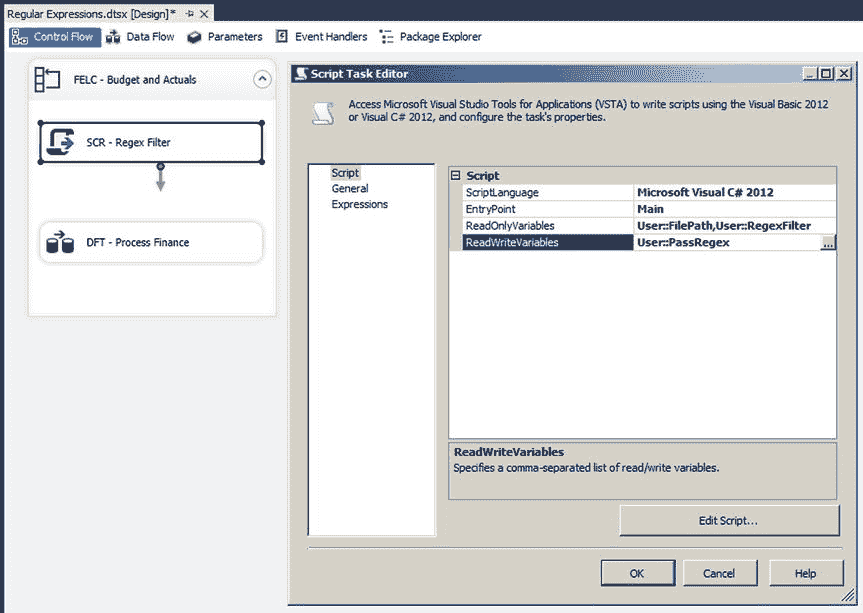 Regular Expressions.dtsx [Design]*
Control Flow Data Flow Parameters Event Handlers Package Explorer
FELC - Budget and Actuals
SCR - Regex Filter
DFT - Process Finance
Script Task Editor
Access Microsoft Visual Studio Tools for Applications (VSTA) to write scripts using the Visual Basic 2012
or Visual C# 2012, and configure the task's properties.
Script
General
Expressions
Script
ScriptLanguage Microsoft Visual C# 2012
EntryPoint Main
ReadOnlyVariables User::FilePath,User::RegexFilter
ReadWriteVariables User::PassRegex ...
ReadWriteVariables
Specifies a comma-separated list of read/write variables.
Edit Script...
OK Cancel Help